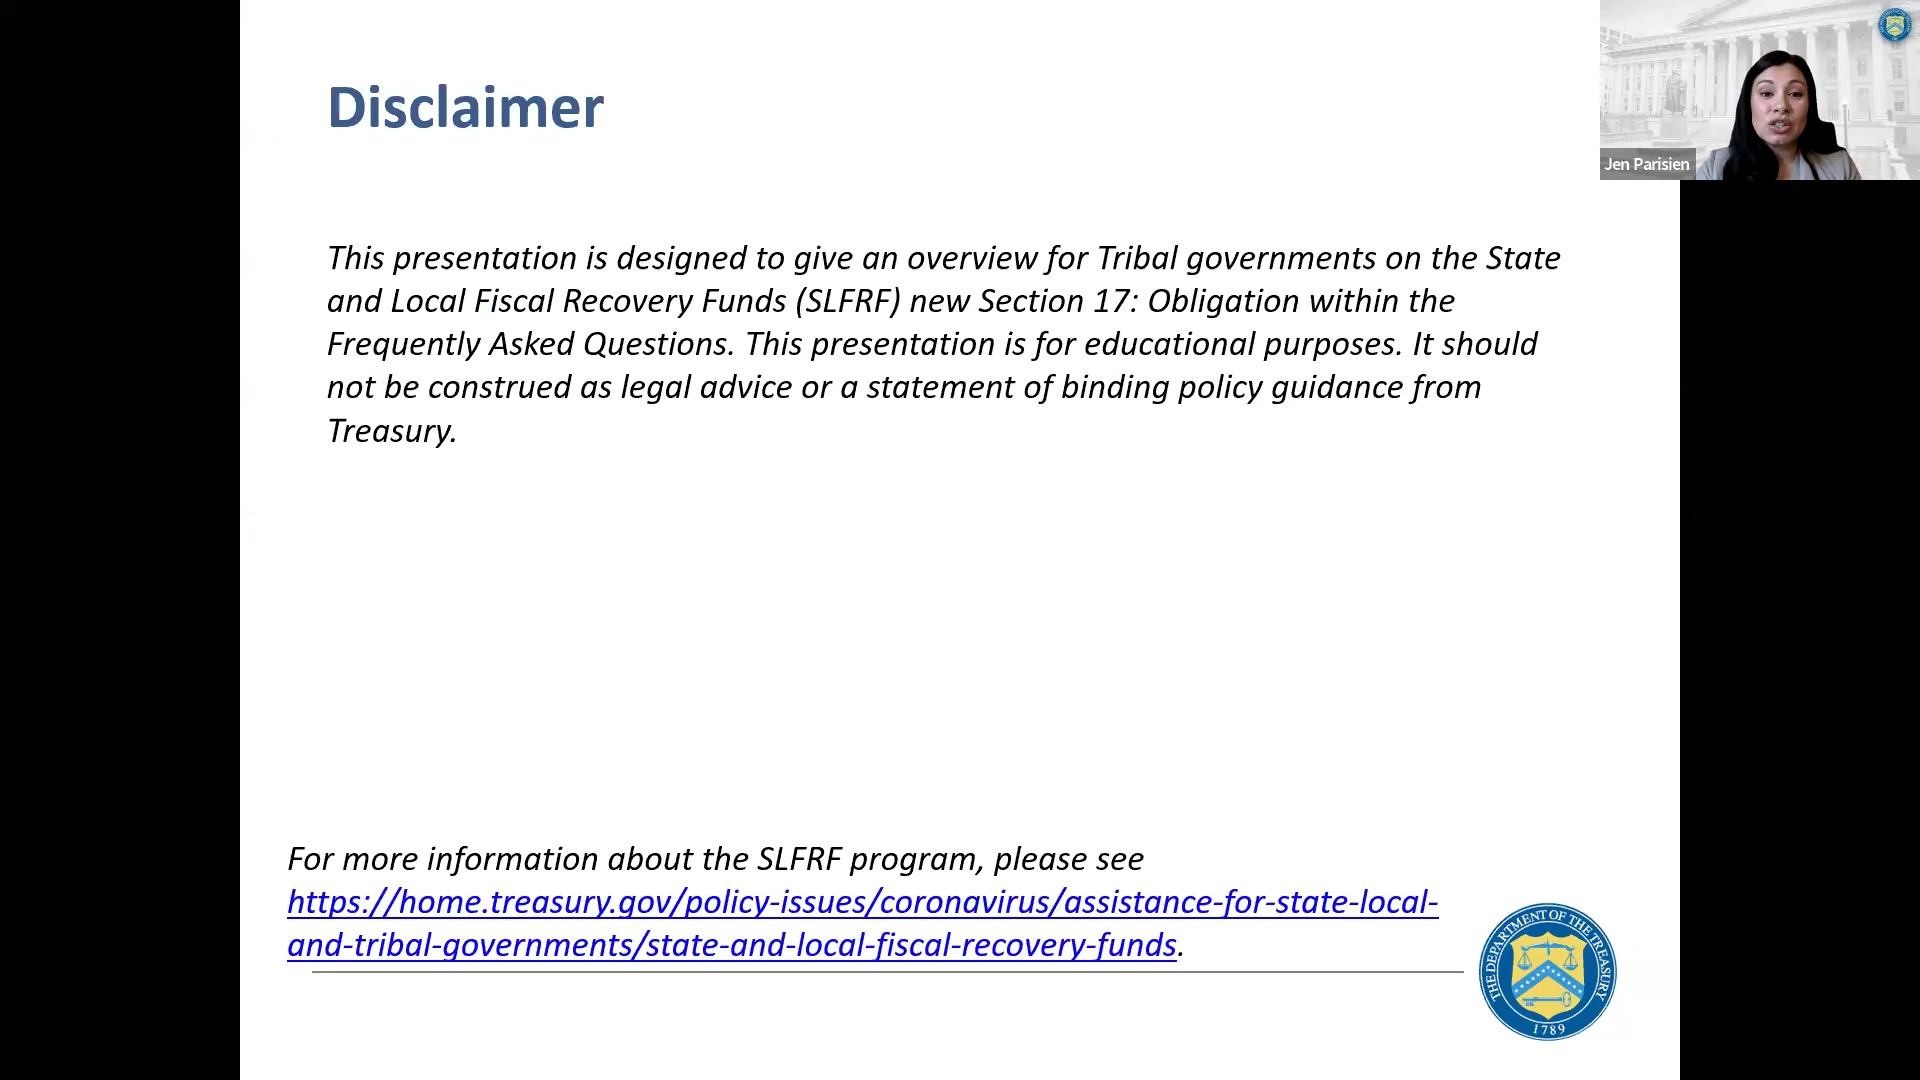 Disclaimer
Jen Parisien
This presentation is designed to give an overview for Tribal governments on the State
and Local Fiscal Recovery Funds (SLFRF) new Section 17: Obligation within the
Frequently Asked Questions. This presentation is for educational purposes. It should
not be construed as legal advice or a statement of binding policy guidance from
Treasury.
For more information about the SLFRF program, please see
https://home.treasury.gov/policy-issues/coronavirus/assistance-for-state-local-
and-tribal-governments/state-and-local-fiscal-recovery-funds.
THE DEPARTMENT OF THE TREASURY
1789